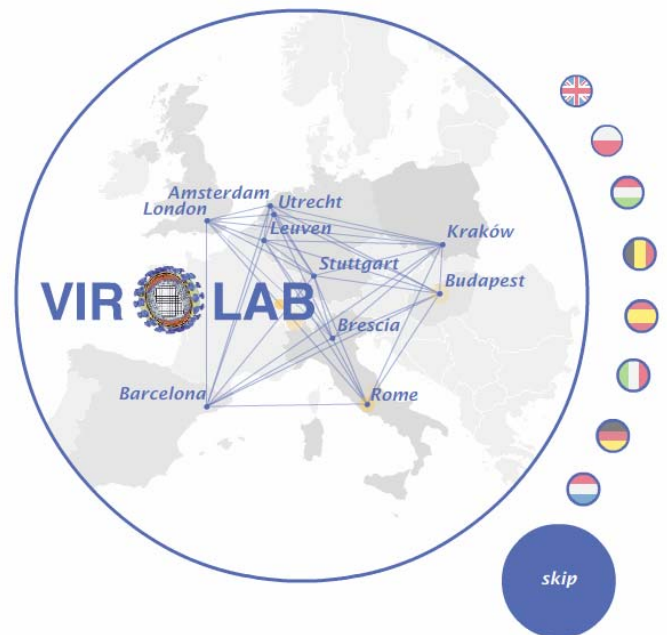 Amsterdam
Utrecht
London
Leuven
Kraków
Stuttgart
Budapest
VIR LAB
Brescia
Barcelona
Rome
skip